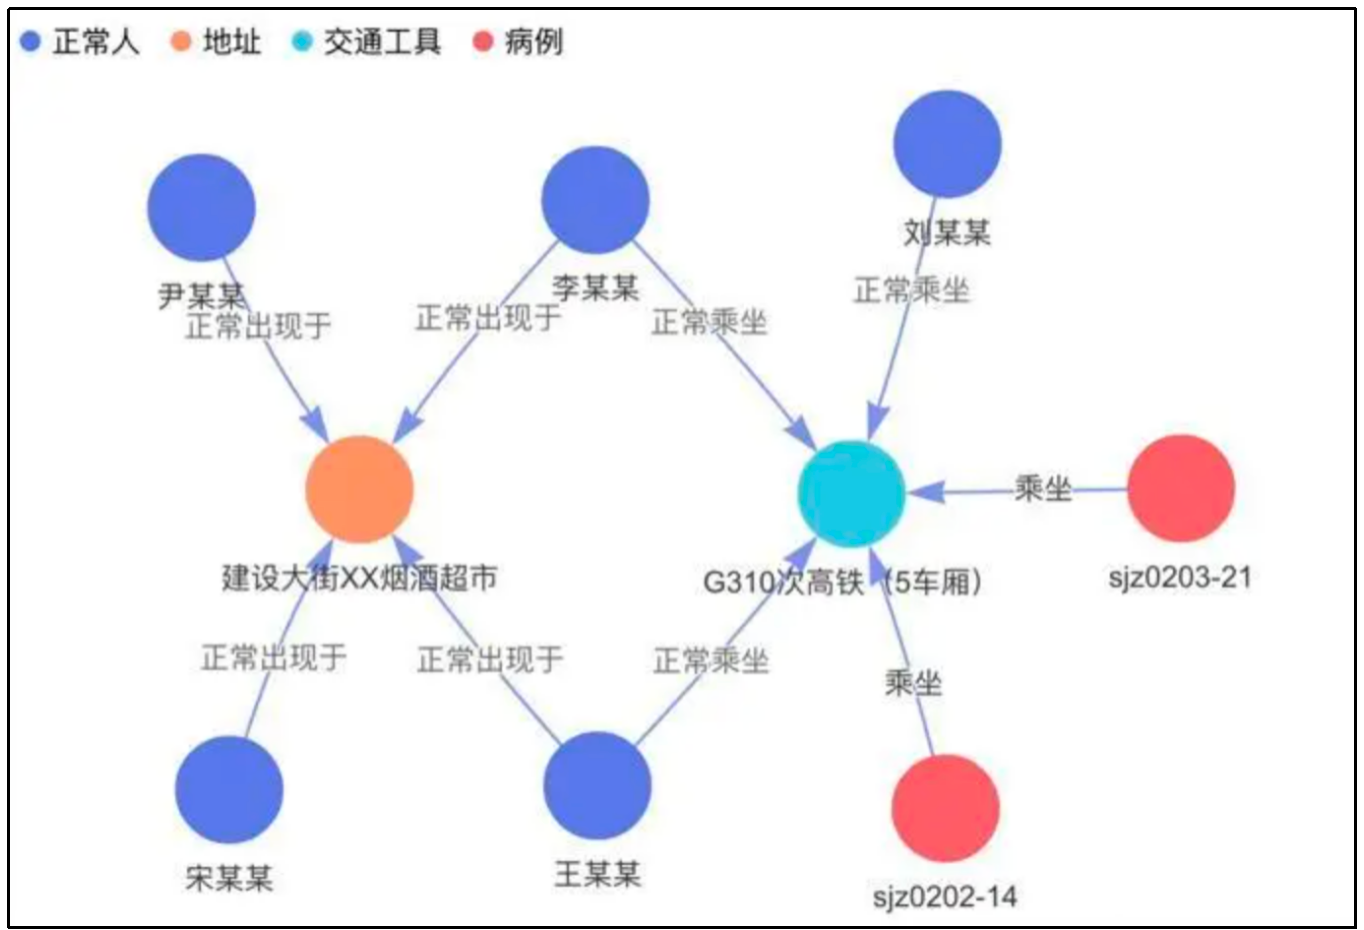 正常人 地址 交通工具 病例
刘某某
李某某
尹某某
正常乘坐
正常出现于
正常出现于
正常乘坐
乘坐
建设大街XX烟酒超市
G310次高铁（5车厢）
sjz0203-21
正常出现于
正常出现于
正常乘坐
乘坐
宋某某
王某某
sjz0202-14